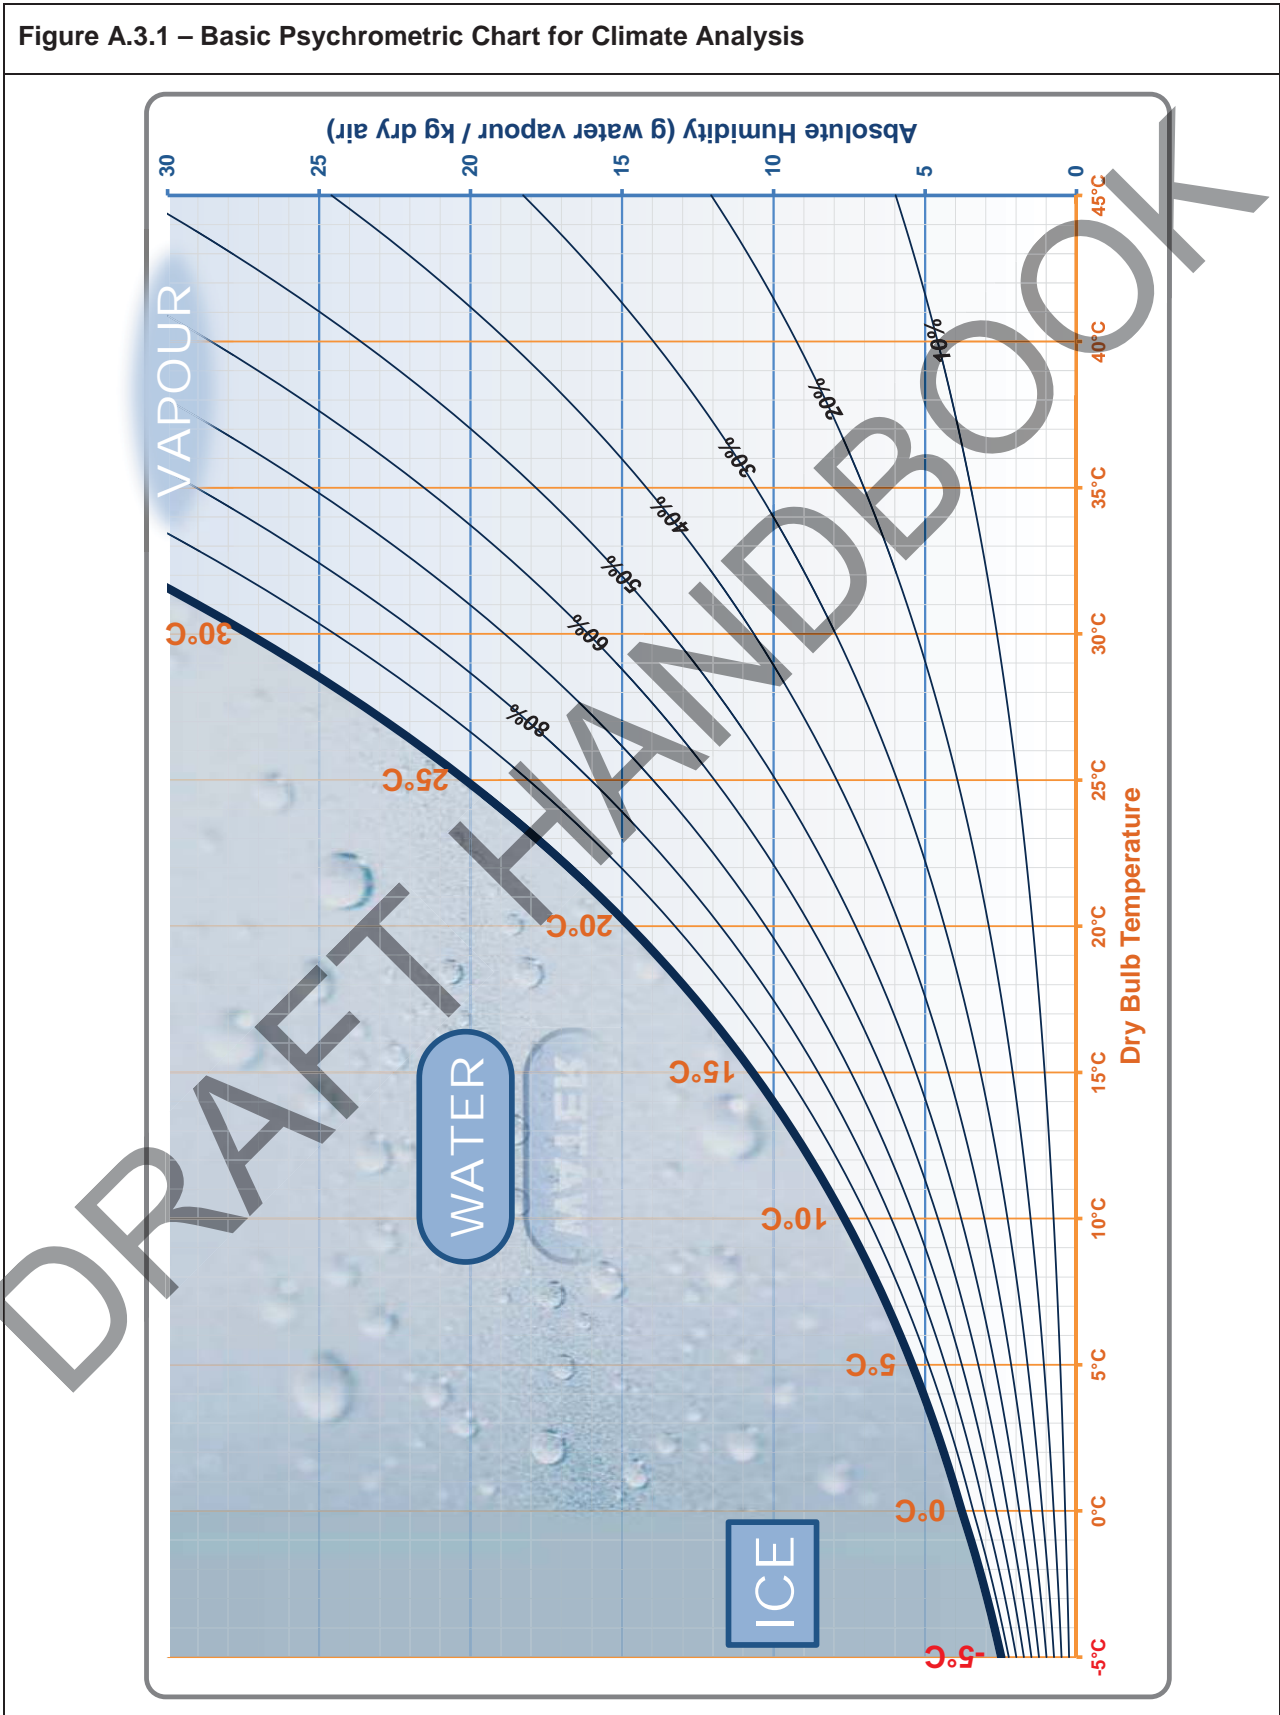 Figure A.3.1 – Basic Psychrometric Chart for Climate Analysis
Absolute Humidity (g water vapour / kg dry air)
30
25
20
15
10
5
0
VAPOUR
45°C
40°C
35°C
30°C
25°C
20°C
15°C
10°C
5°C
0°C
-5°C
Dry Bulb Temperature
10%
20%
30%
40%
50%
60%
80%
30°C
25°C
20°C
15°C
10°C
5°C
0°C
-5°C
WATER
WATER
ICE
DRAFT HANDBOOK